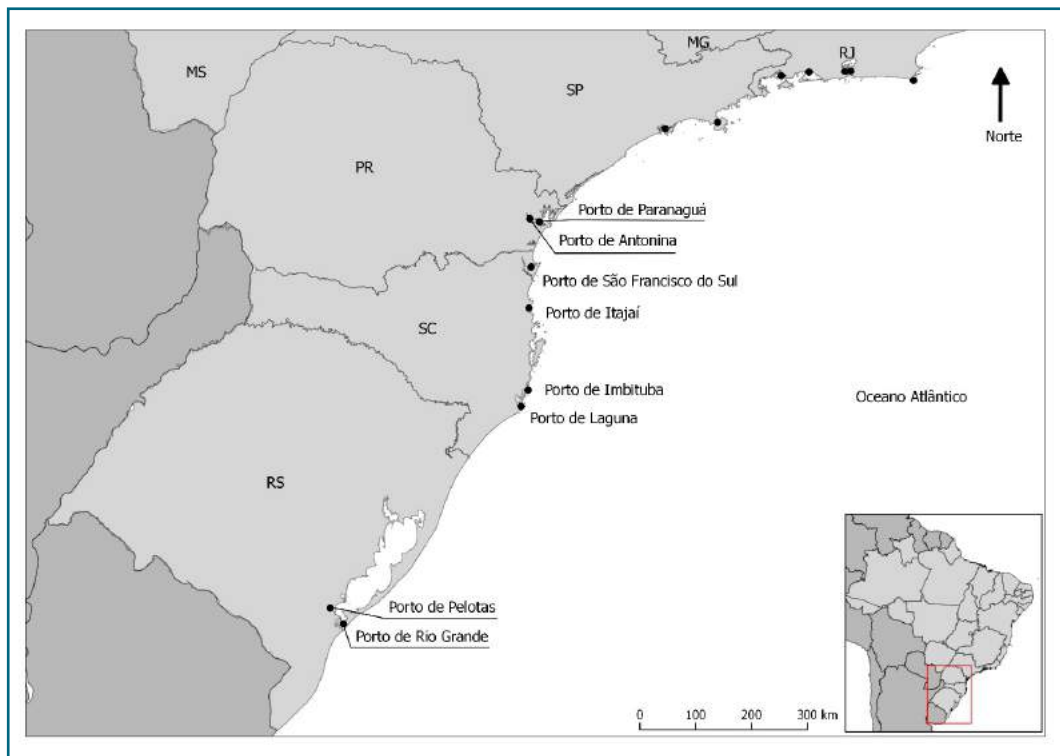 MG
RJ
MS
SP
Norte
PR
Porto de Paranaguá
Porto de Antonina
Porto de São Francisco do Sul
Porto de Itajaí
SC
Porto de Imbituba
Oceano Atlântico
Porto de Laguna
RS
Porto de Pelotas
Porto de Rio Grande
0 100 200 300 km